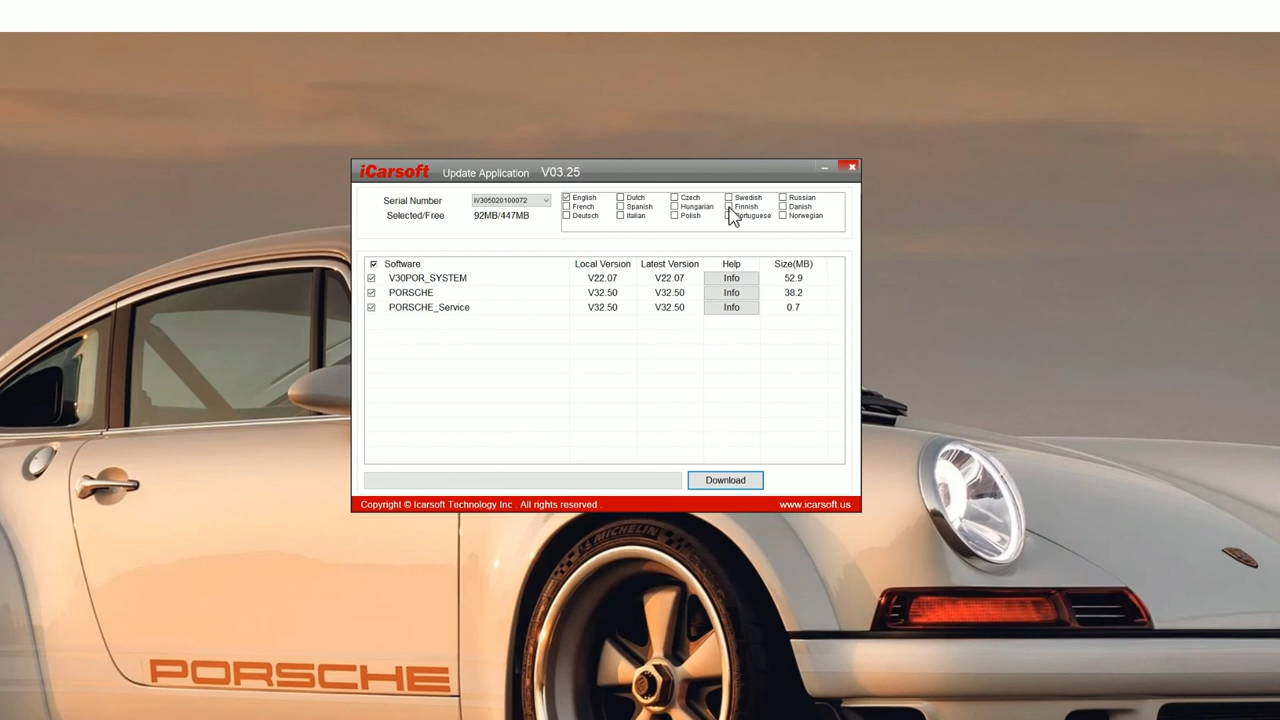 iCarsoft Update Application V03.25
Serial Number iV305020100072
Selected/Free 92MB/447MB
English Dutch Czech Swedish Russian
French Spanish Hungarian Finnish Danish
Deutsch Italian Polish Portuguese Norwegian
Software Local Version Latest Version Help Size(MB)
V30POR_SYSTEM V22.07 V22.07 Info 52.9
PORSCHE V32.50 V32.50 Info 38.2
PORSCHE_Service V32.50 V32.50 Info 0.7
Download
Copyright © Icarsoft Technology Inc . All rights reserved . www.icarsoft.us
MICHELIN
PORSCHE